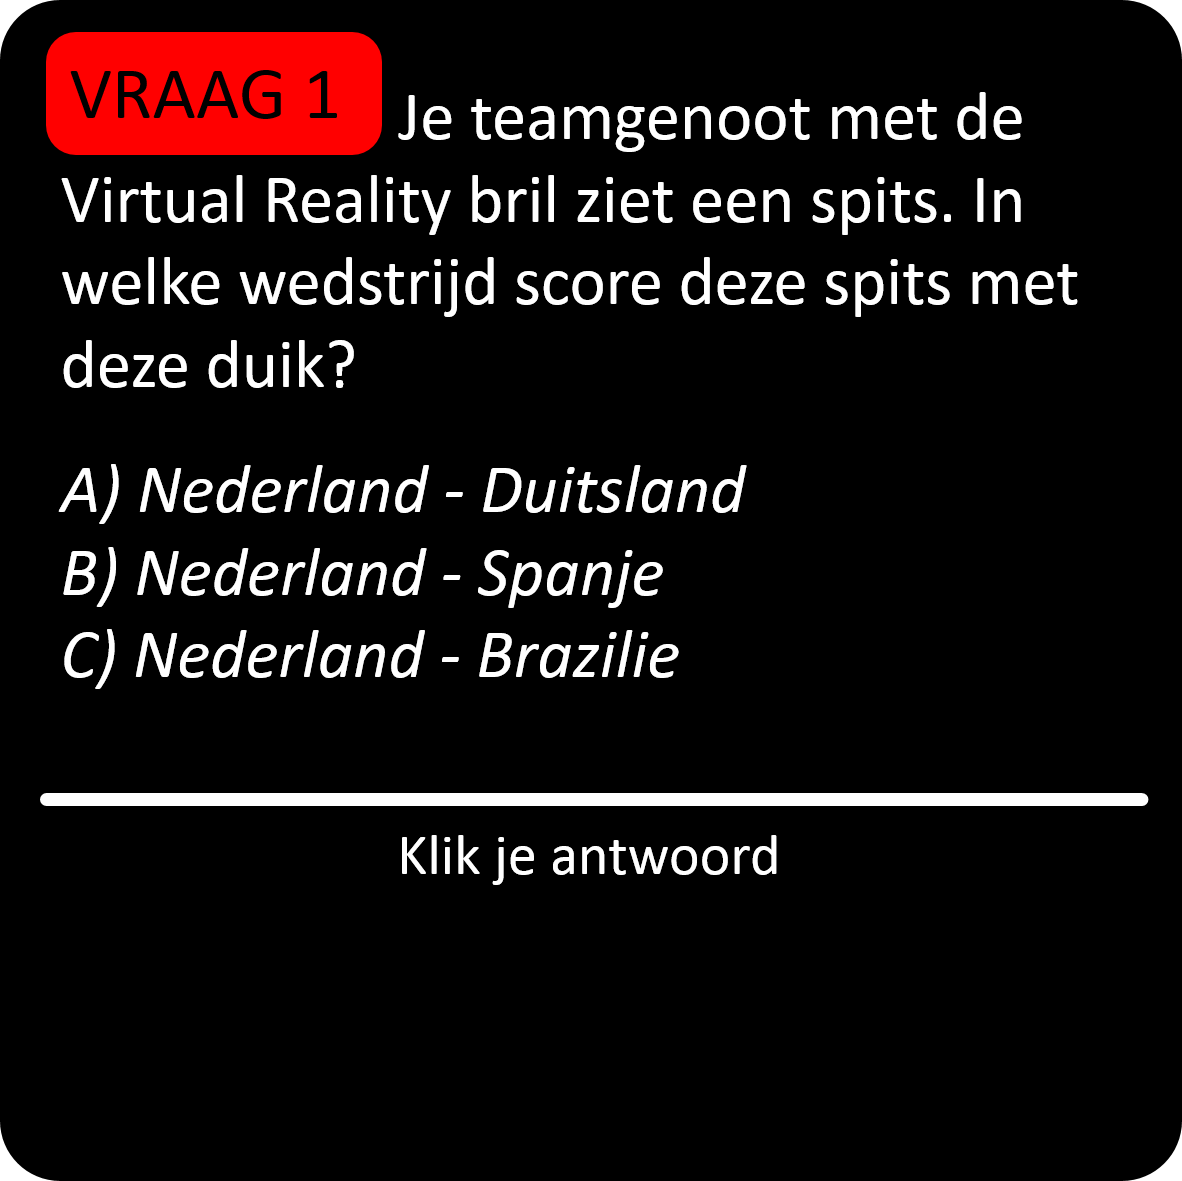 VRAAG 1 Je teamgenoot met de
Virtual Reality bril ziet een spits. In
welke wedstrijd score deze spits met
deze duik?
A) Nederland - Duitsland
B) Nederland - Spanje
C) Nederland - Brazilie
Klik je antwoord